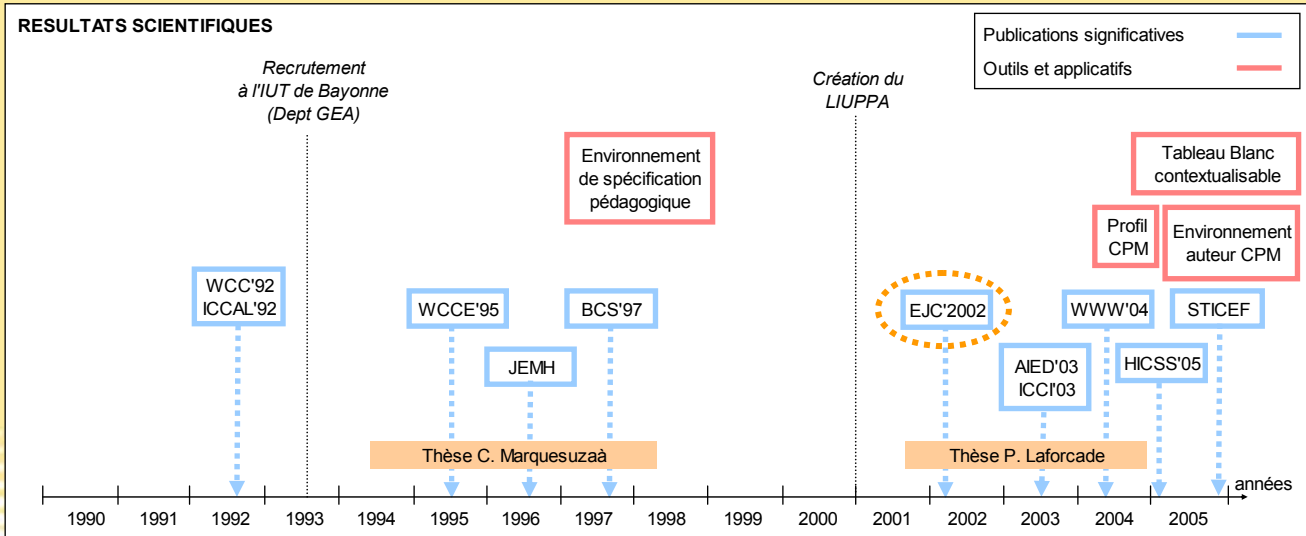 RESULTATS SCIENTIFIQUES
Publications significatives
Outils et applicatifs
Recrutement
à l'IUT de Bayonne
(Dept GEA)
Création du
LIUPPA
Environnement
de spécification
pédagogique
Tableau Blanc
contextualisable
Profil
CPM
Environnement
auteur CPM
WCC'92
ICCAL'92
WCCE'95
BCS'97
EJC'2002
WWW'04
STICEF
JEMH
AIED'03
ICCI'03
HICSS'05
Thèse C. Marquesuzaà
Thèse P. Laforcade
années
1990
1991
1992
1993
1994
1995
1996
1997
1998
1999
2000
2001
2002
2003
2004
2005